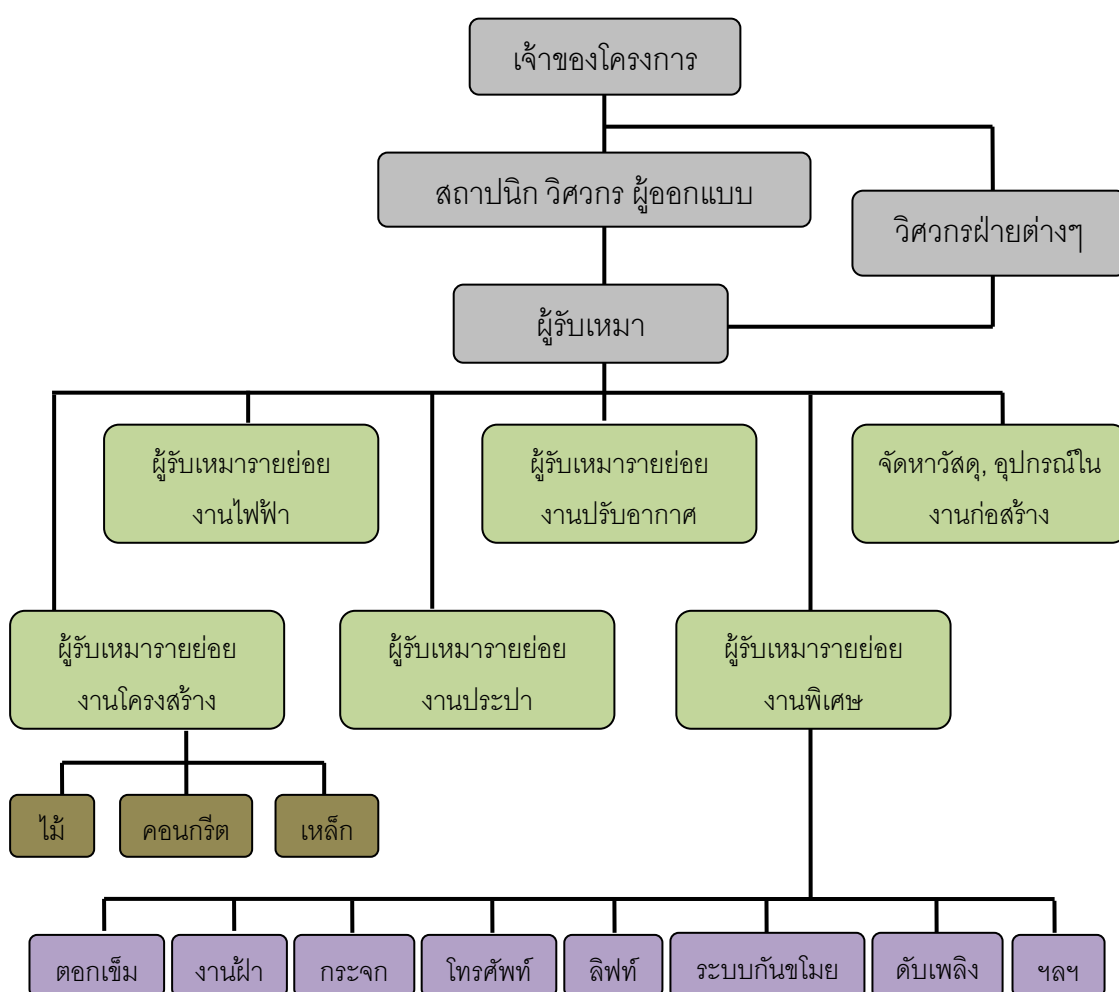 เจ้าของโครงการ
สถาปนิก วิศวกร ผู้ออกแบบ
วิศวกรฝ่ายต่างๆ
ผู้รับเหมา
ผู้รับเหมารายย่อย
งานไฟฟ้า
ผู้รับเหมารายย่อย
งานปรับอากาศ
จัดหาวัสดุ, อุปกรณ์ใน
งานก่อสร้าง
ผู้รับเหมารายย่อย
งานโครงสร้าง
ผู้รับเหมารายย่อย
งานประปา
ผู้รับเหมารายย่อย
งานพิเศษ
ไม้
คอนกรีต
เหล็ก
ตอกเข็ม
งานฝ้า
กระจก
โทรศัพท์
ลิฟท์
ระบบกันขโมย
ดับเพลิง
ฯลฯ